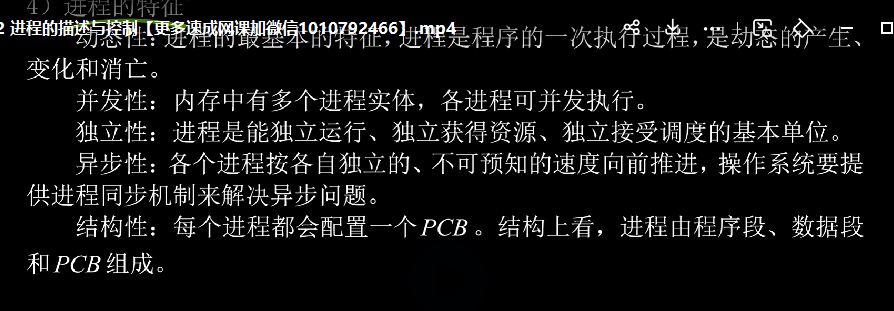 4）进程的特征
2 进程的描述与控制【更多速成网课加微信1010792466】.mp4
动态性：进程的最基本的特征，进程是程序的一次执行过程，是动态的产生、
变化和消亡。
并发性：内存中有多个进程实体，各进程可并发执行。
独立性：进程是能独立运行、独立获得资源、独立接受调度的基本单位。
异步性：各个进程按各自独立的、不可预知的速度向前推进，操作系统要提
供进程同步机制来解决异步问题。
结构性：每个进程都会配置一个PCB。结构上看，进程由程序段、数据段
和PCB组成。